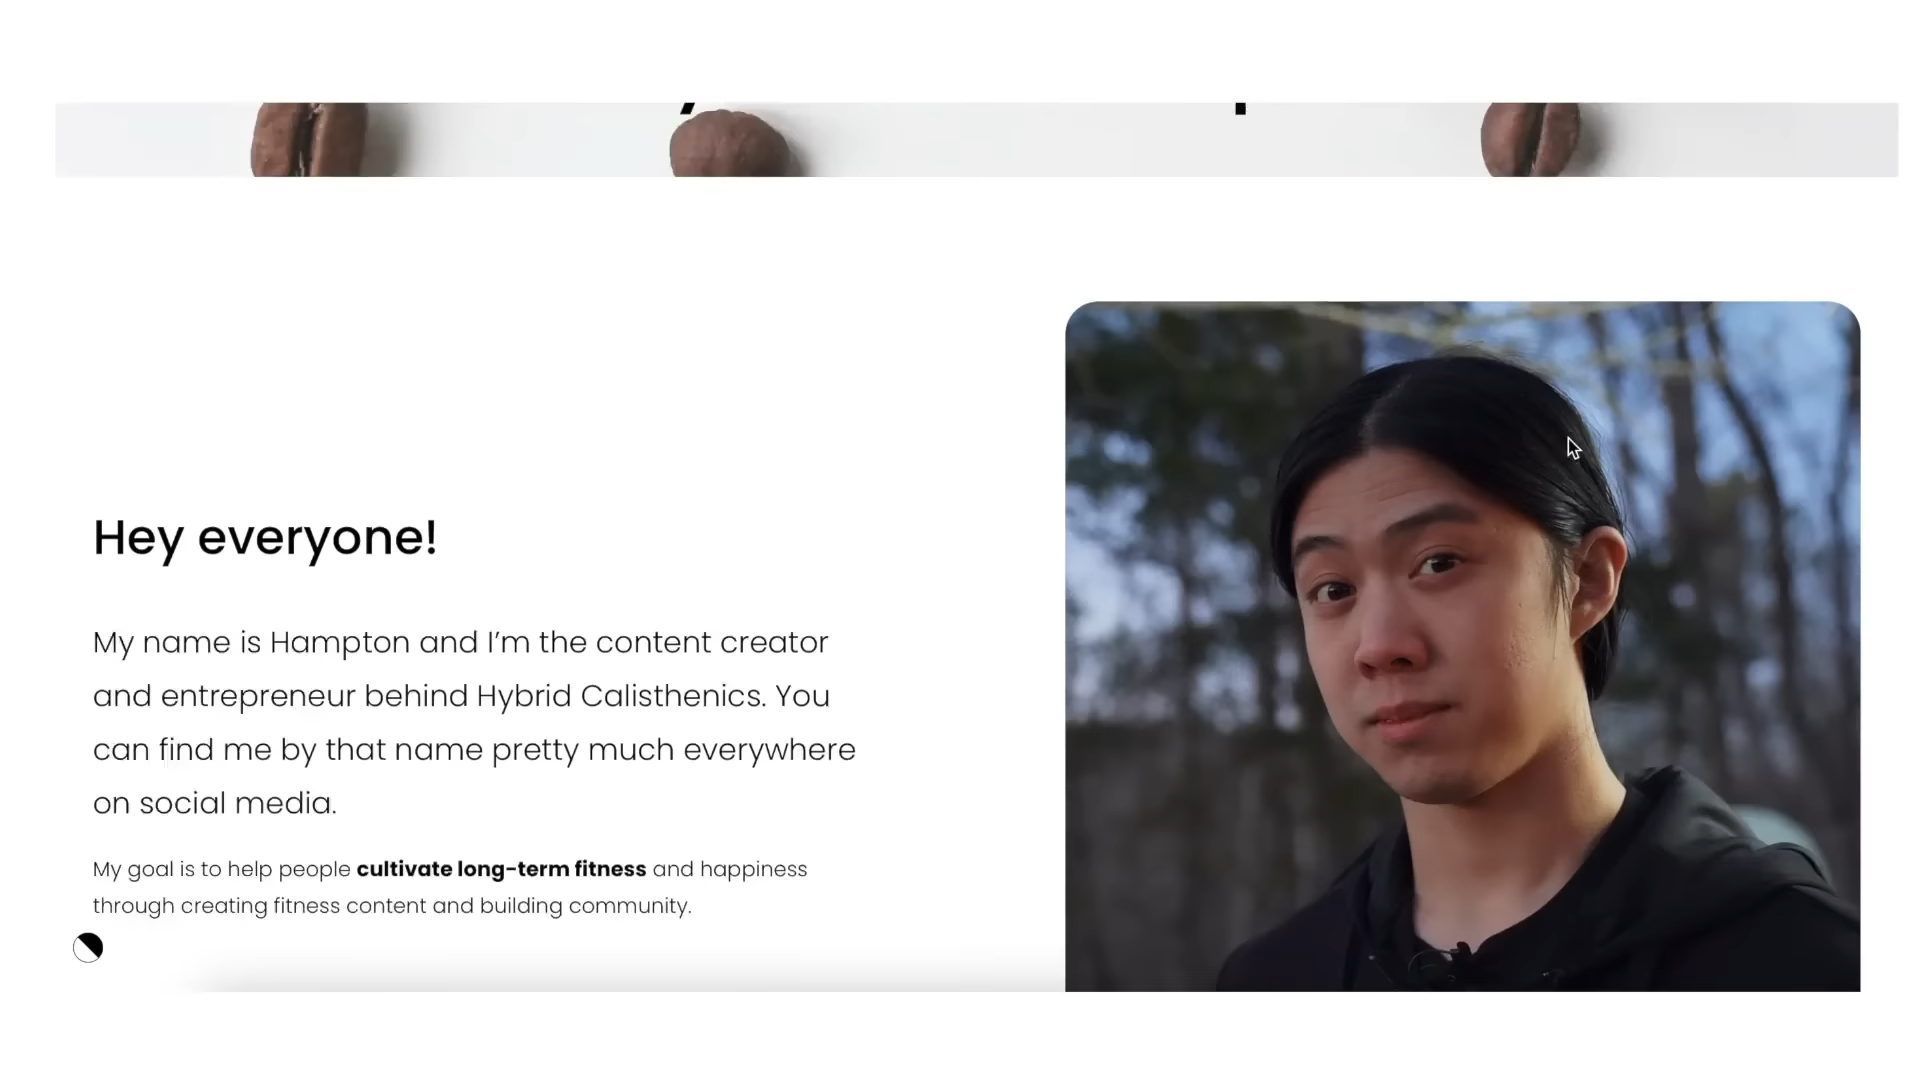 Hey everyone!
My name is Hampton and I’m the content creator
and entrepreneur behind Hybrid Calisthenics. You
can find me by that name pretty much everywhere
on social media.
My goal is to help people cultivate long-term fitness and happiness
through creating fitness content and building community.